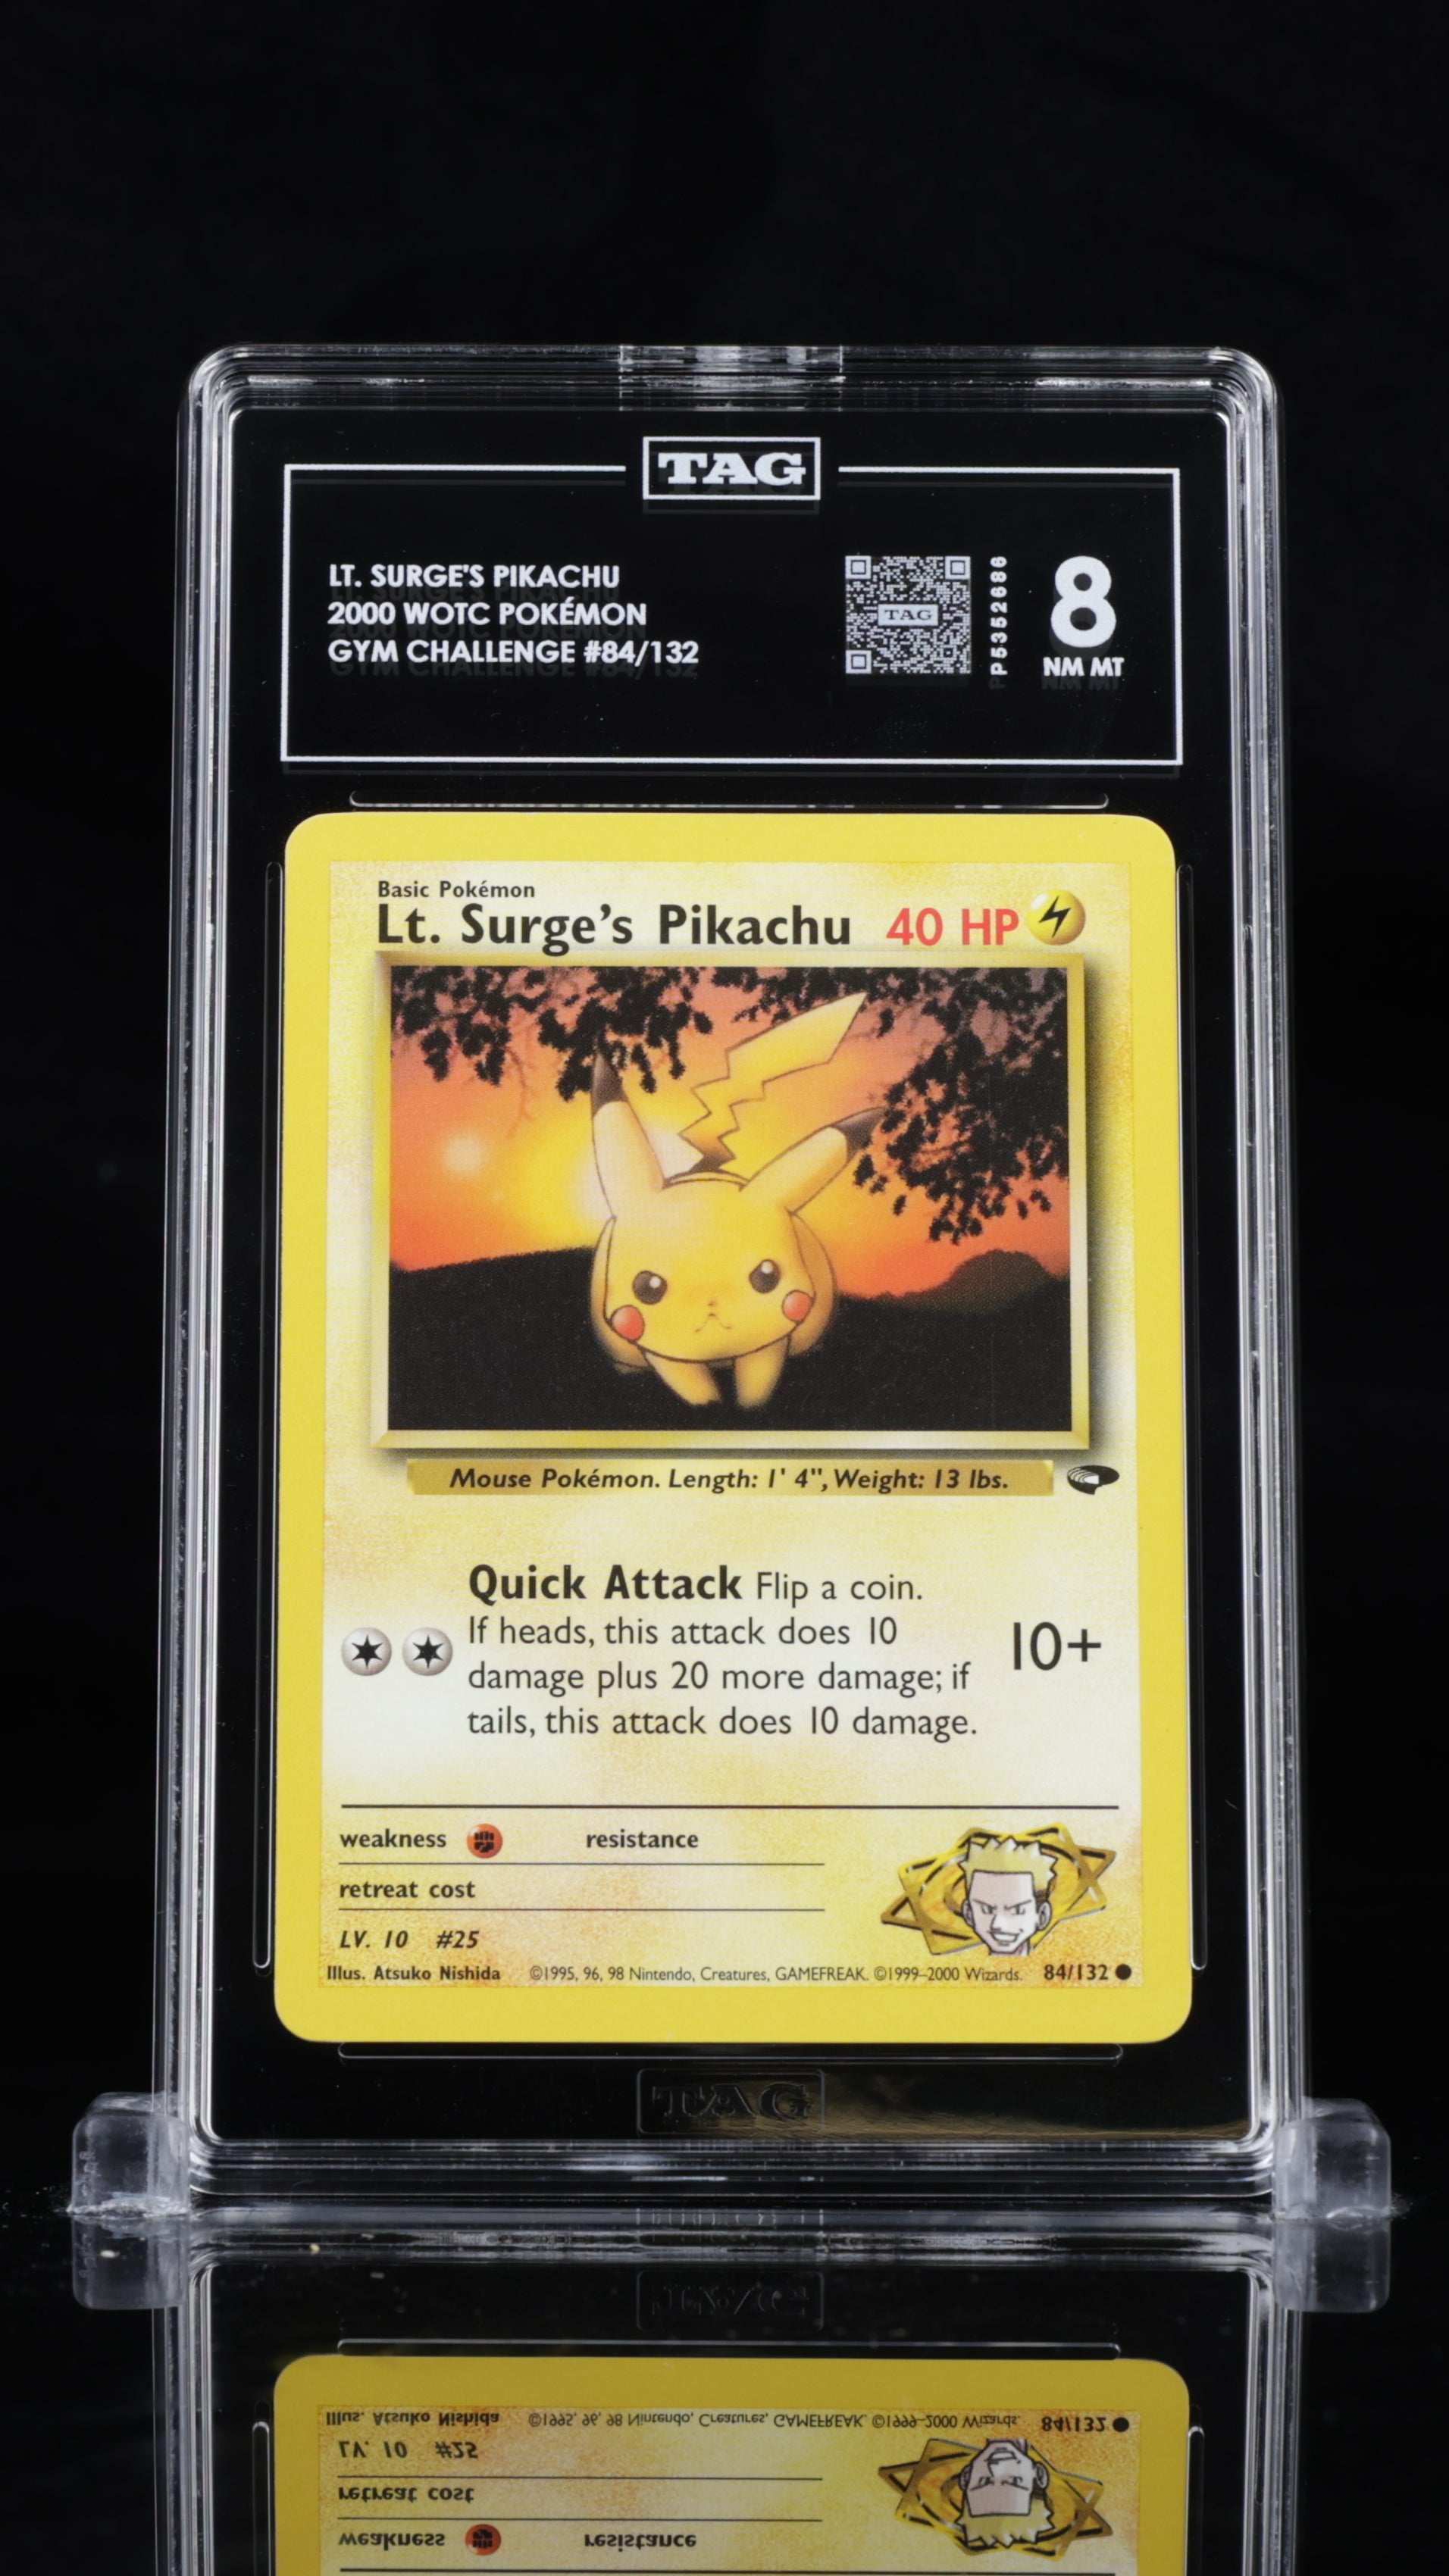 TAG
LT. SURGE'S PIKACHU
2000 WOTC POKÉMON
GYM CHALLENGE #84/132
TAG
P5352686
8
NM MT
Basic Pokémon
Lt. Surge's Pikachu 40 HP
Mouse Pokémon. Length: 1' 4", Weight: 13 lbs.
Quick Attack Flip a coin.
If heads, this attack does 10
damage plus 20 more damage; if
tails, this attack does 10 damage.
10+
weakness resistance
retreat cost
LV. 10 #25
Illus. Atsuko Nishida ©1995, 96, 98 Nintendo, Creatures, GAMEFREAK. ©1999–2000 Wizards. 84/132
TAG